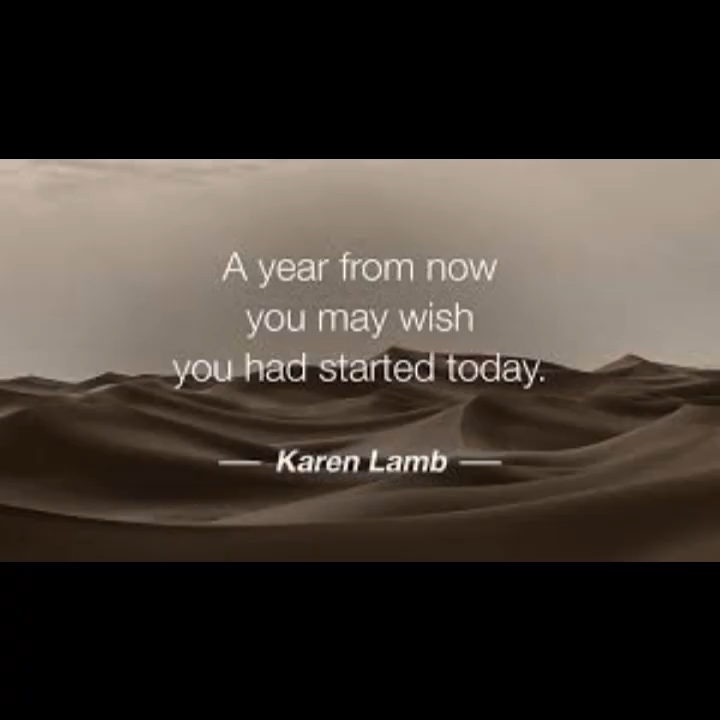 A year from now
you may wish
you had started today.
— Karen Lamb —